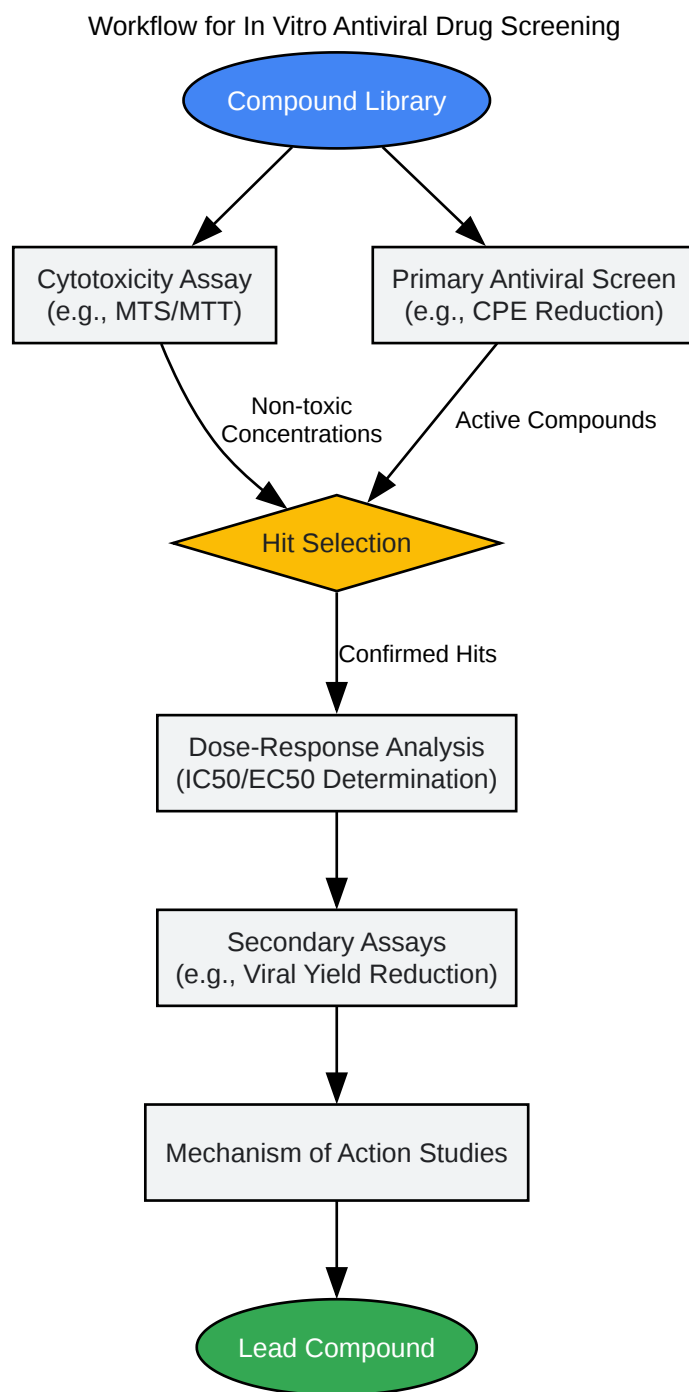 Workflow for In Vitro Antiviral Drug Screening
Compound Library
Cytotoxicity Assay
(e.g., MTS/MTT)
Primary Antiviral Screen
(e.g., CPE Reduction)
Non-toxic
Concentrations
Active Compounds
Hit Selection
Confirmed Hits
Dose-Response Analysis
(IC50/EC50 Determination)
Secondary Assays
(e.g., Viral Yield Reduction)
Mechanism of Action Studies
Lead Compound